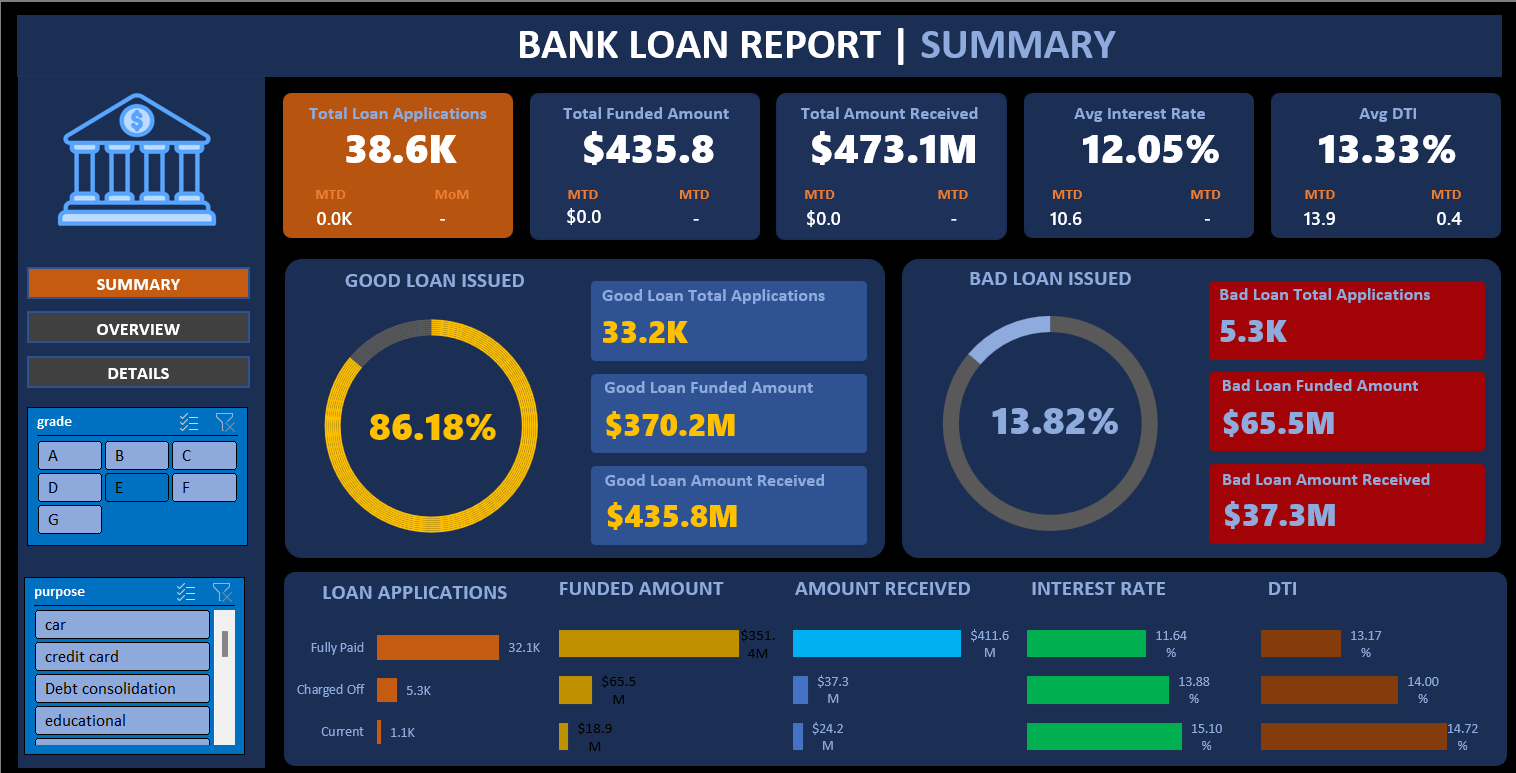 BANK LOAN REPORT | SUMMARY
$
Total Loan Applications
38.6K
MTD MoM
0.0K -
Total Funded Amount
$435.8
MTD MTD
$0.0 -
Total Amount Received
$473.1M
MTD MTD
$0.0 -
Avg Interest Rate
12.05%
MTD MTD
10.6 -
Avg DTI
13.33%
MTD MTD
13.9 0.4
SUMMARY
OVERVIEW
DETAILS
grade
A B C
D E F
G
purpose
car
credit card
Debt consolidation
educational
GOOD LOAN ISSUED
86.18%
Good Loan Total Applications
33.2K
Good Loan Funded Amount
$370.2M
Good Loan Amount Received
$435.8M
BAD LOAN ISSUED
13.82%
Bad Loan Total Applications
5.3K
Bad Loan Funded Amount
$65.5M
Bad Loan Amount Received
$37.3M
LOAN APPLICATIONS
Fully Paid 32.1K
Charged Off 5.3K
Current 1.1K
FUNDED AMOUNT
$351.
4M
$65.5
M
$18.9
M
AMOUNT RECEIVED
$411.6
M
$37.3
M
$24.2
M
INTEREST RATE
11.64
%
13.88
%
15.10
%
DTI
13.17
%
14.00
%
14.72
%